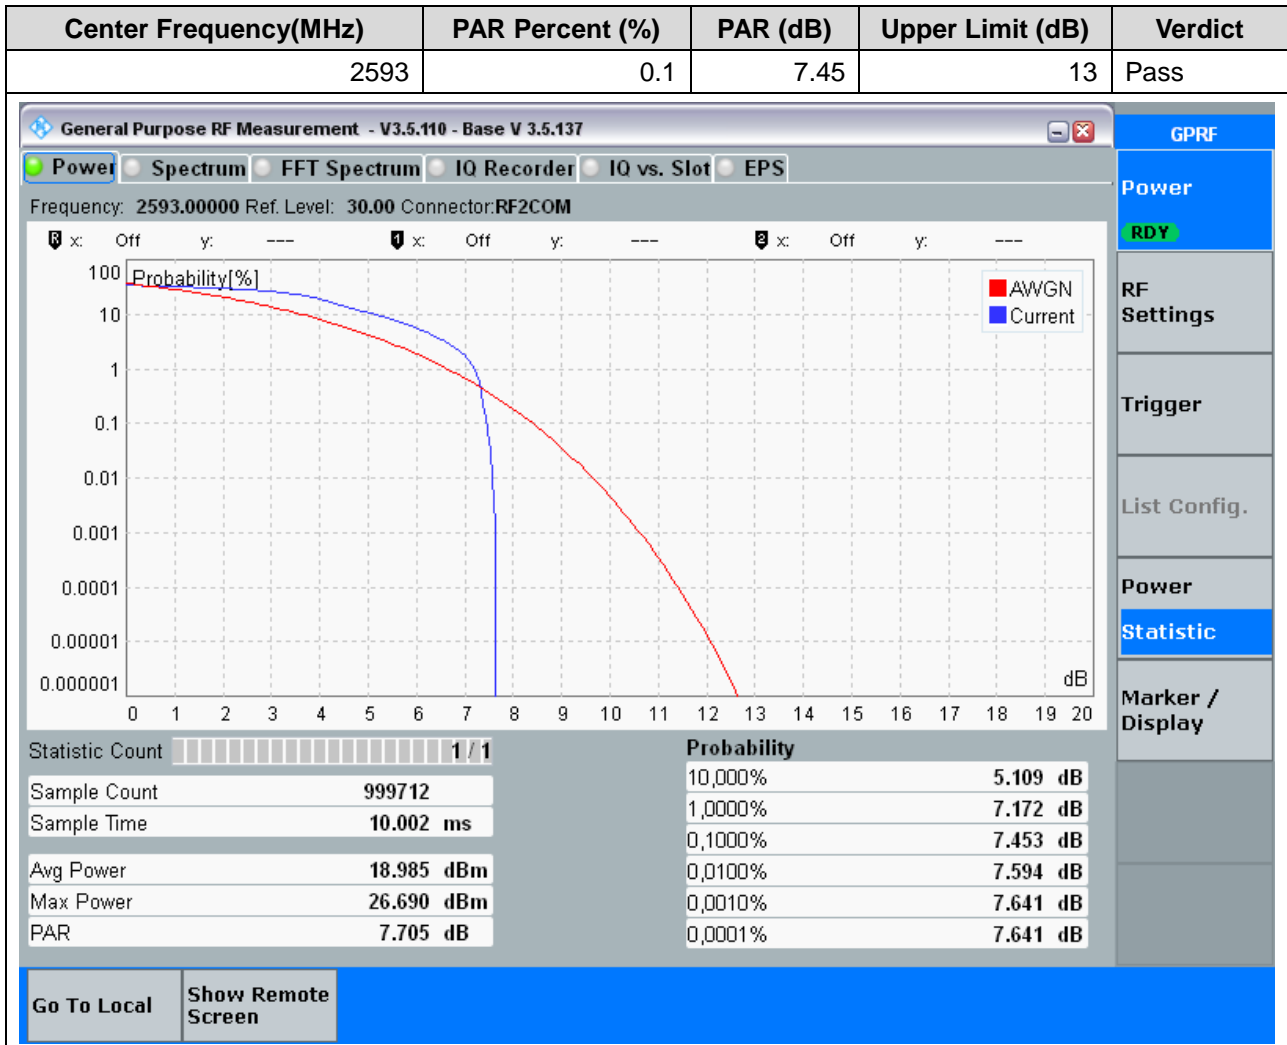 Center Frequency(MHz) PAR Percent (%) PAR (dB) Upper Limit (dB) Verdict
2593 0.1 7.45 13 Pass
General Purpose RF Measurement - V3.5.110 - Base V 3.5.137
GPRF
Power Spectrum FFT Spectrum IQ Recorder IQ vs. Slot EPS
Power
RDY
Frequency: 2593.00000 Ref. Level: 30.00 Connector:RF2COM
R x: Off y: --- 1 x: Off y: --- 2 x: Off y: ---
100 Probability[%]
AWGN
Current
10
1
0.1
0.01
0.001
0.0001
0.00001
0.000001
dB
0 1 2 3 4 5 6 7 8 9 10 11 12 13 14 15 16 17 18 19 20
RF
Settings
Trigger
List Config.
Power
Statistic
Marker /
Display
Statistic Count 1 / 1
Sample Count 999712
Sample Time 10.002 ms
Avg Power 18.985 dBm
Max Power 26.690 dBm
PAR 7.705 dB
Probability
10,000% 5.109 dB
1,0000% 7.172 dB
0,1000% 7.453 dB
0,0100% 7.594 dB
0,0010% 7.641 dB
0,0001% 7.641 dB
Go To Local
Show Remote
Screen